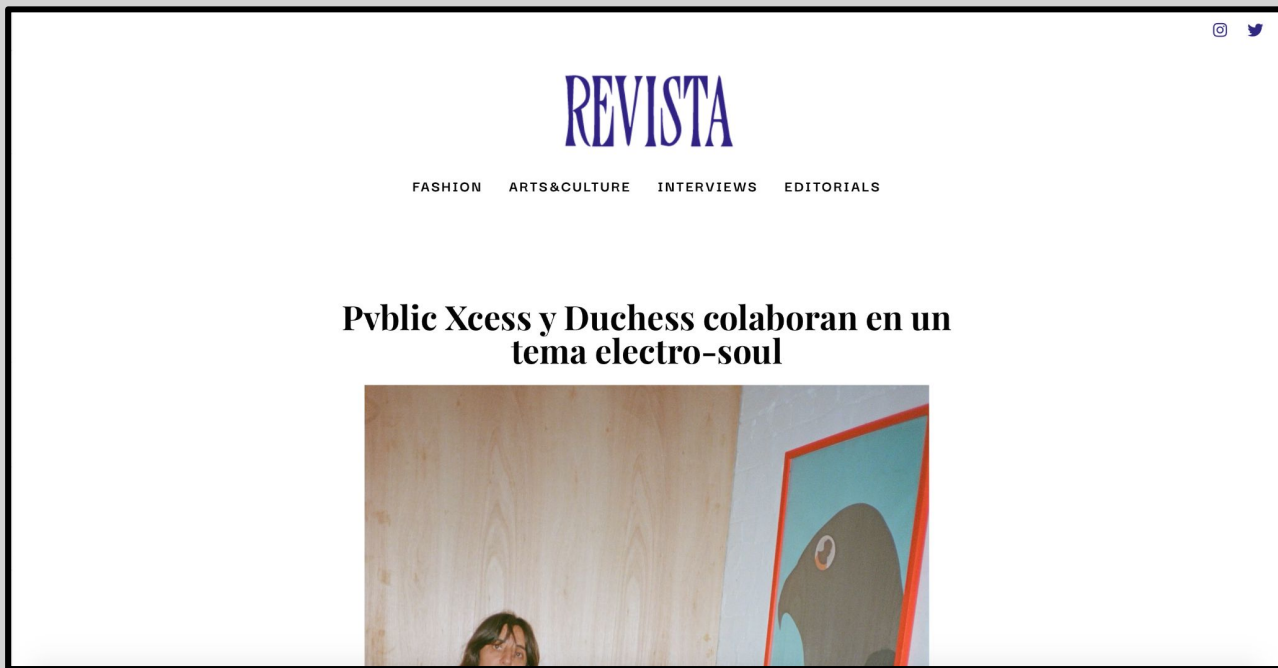 REVISTA
FASHION ARTS&CULTURE INTERVIEWS EDITORIALS
Pvblic Xcess y Duchess colaboran en un
tema electro-soul